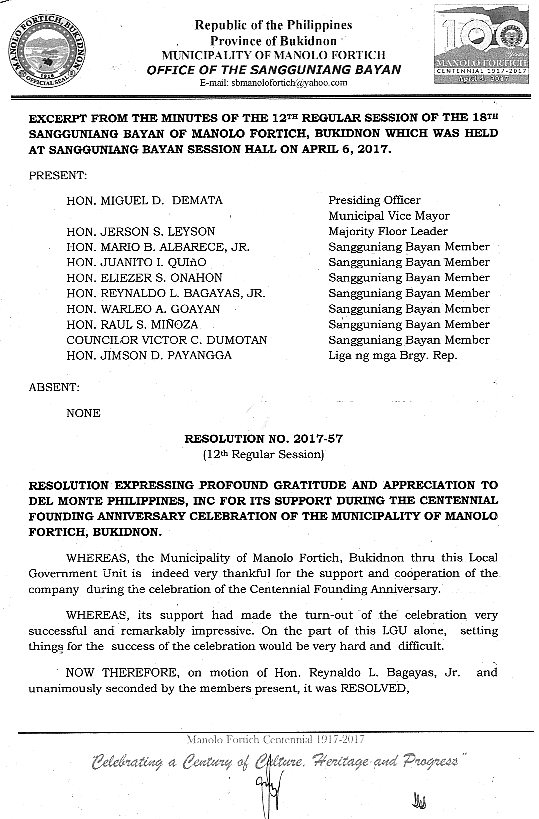 MANOLO FORTICH, BUKIDNON
1914
OFFICIAL SEAL
Republic of the Philippines
Province of Bukidnon
MUNICIPALITY OF MANOLO FORTICH
OFFICE OF THE SANGGUNIANG BAYAN
E-mail: sbmanolofortich@yahoo.com
100
MANOLO FORTICH
CENTENNIAL 1917-2017
EXCERPT FROM THE MINUTES OF THE 12TH REGULAR SESSION OF THE 18TH
SANGGUNIANG BAYAN OF MANOLO FORTICH, BUKIDNON WHICH WAS HELD
AT SANGGUNIANG BAYAN SESSION HALL ON APRIL 6, 2017.
PRESENT:
HON. MIGUEL D. DEMATA Presiding Officer
Municipal Vice Mayor
HON. JERSON S. LEYSON Majority Floor Leader
HON. MARIO B. ALBARECE, JR. Sangguniang Bayan Member
HON. JUANITO I. QUIñO Sangguniang Bayan Member
HON. ELIEZER S. ONAHON Sangguniang Bayan Member
HON. REYNALDO L. BAGAYAS, JR. Sangguniang Bayan Member
HON. WARLEO A. GOAYAN Sangguniang Bayan Member
HON. RAUL S. MIÑOZA Sangguniang Bayan Member
COUNCILOR VICTOR C. DUMOTAN Sangguniang Bayan Member
HON. JIMSON D. PAYANGGA Liga ng mga Brgy. Rep.
ABSENT:
NONE
RESOLUTION NO. 2017-57
(12th Regular Session)
RESOLUTION EXPRESSING PROFOUND GRATITUDE AND APPRECIATION TO
DEL MONTE PHILIPPINES, INC FOR ITS SUPPORT DURING THE CENTENNIAL
FOUNDING ANNIVERSARY CELEBRATION OF THE MUNICIPALITY OF MANOLO
FORTICH, BUKIDNON.
WHEREAS, the Municipality of Manolo Fortich, Bukidnon thru this Local
Government Unit is indeed very thankful for the support and cooperation of the
company during the celebration of the Centennial Founding Anniversary.
WHEREAS, its support had made the turn-out of the celebration very
successful and remarkably impressive. On the part of this LGU alone, setting
things for the success of the celebration would be very hard and difficult.
NOW THEREFORE, on motion of Hon. Reynaldo L. Bagayas, Jr. and
unanimously seconded by the members present, it was RESOLVED,
Manolo Fortich Centennial 1917-2017
"Celebrating a Century of Culture, Heritage and Progress"